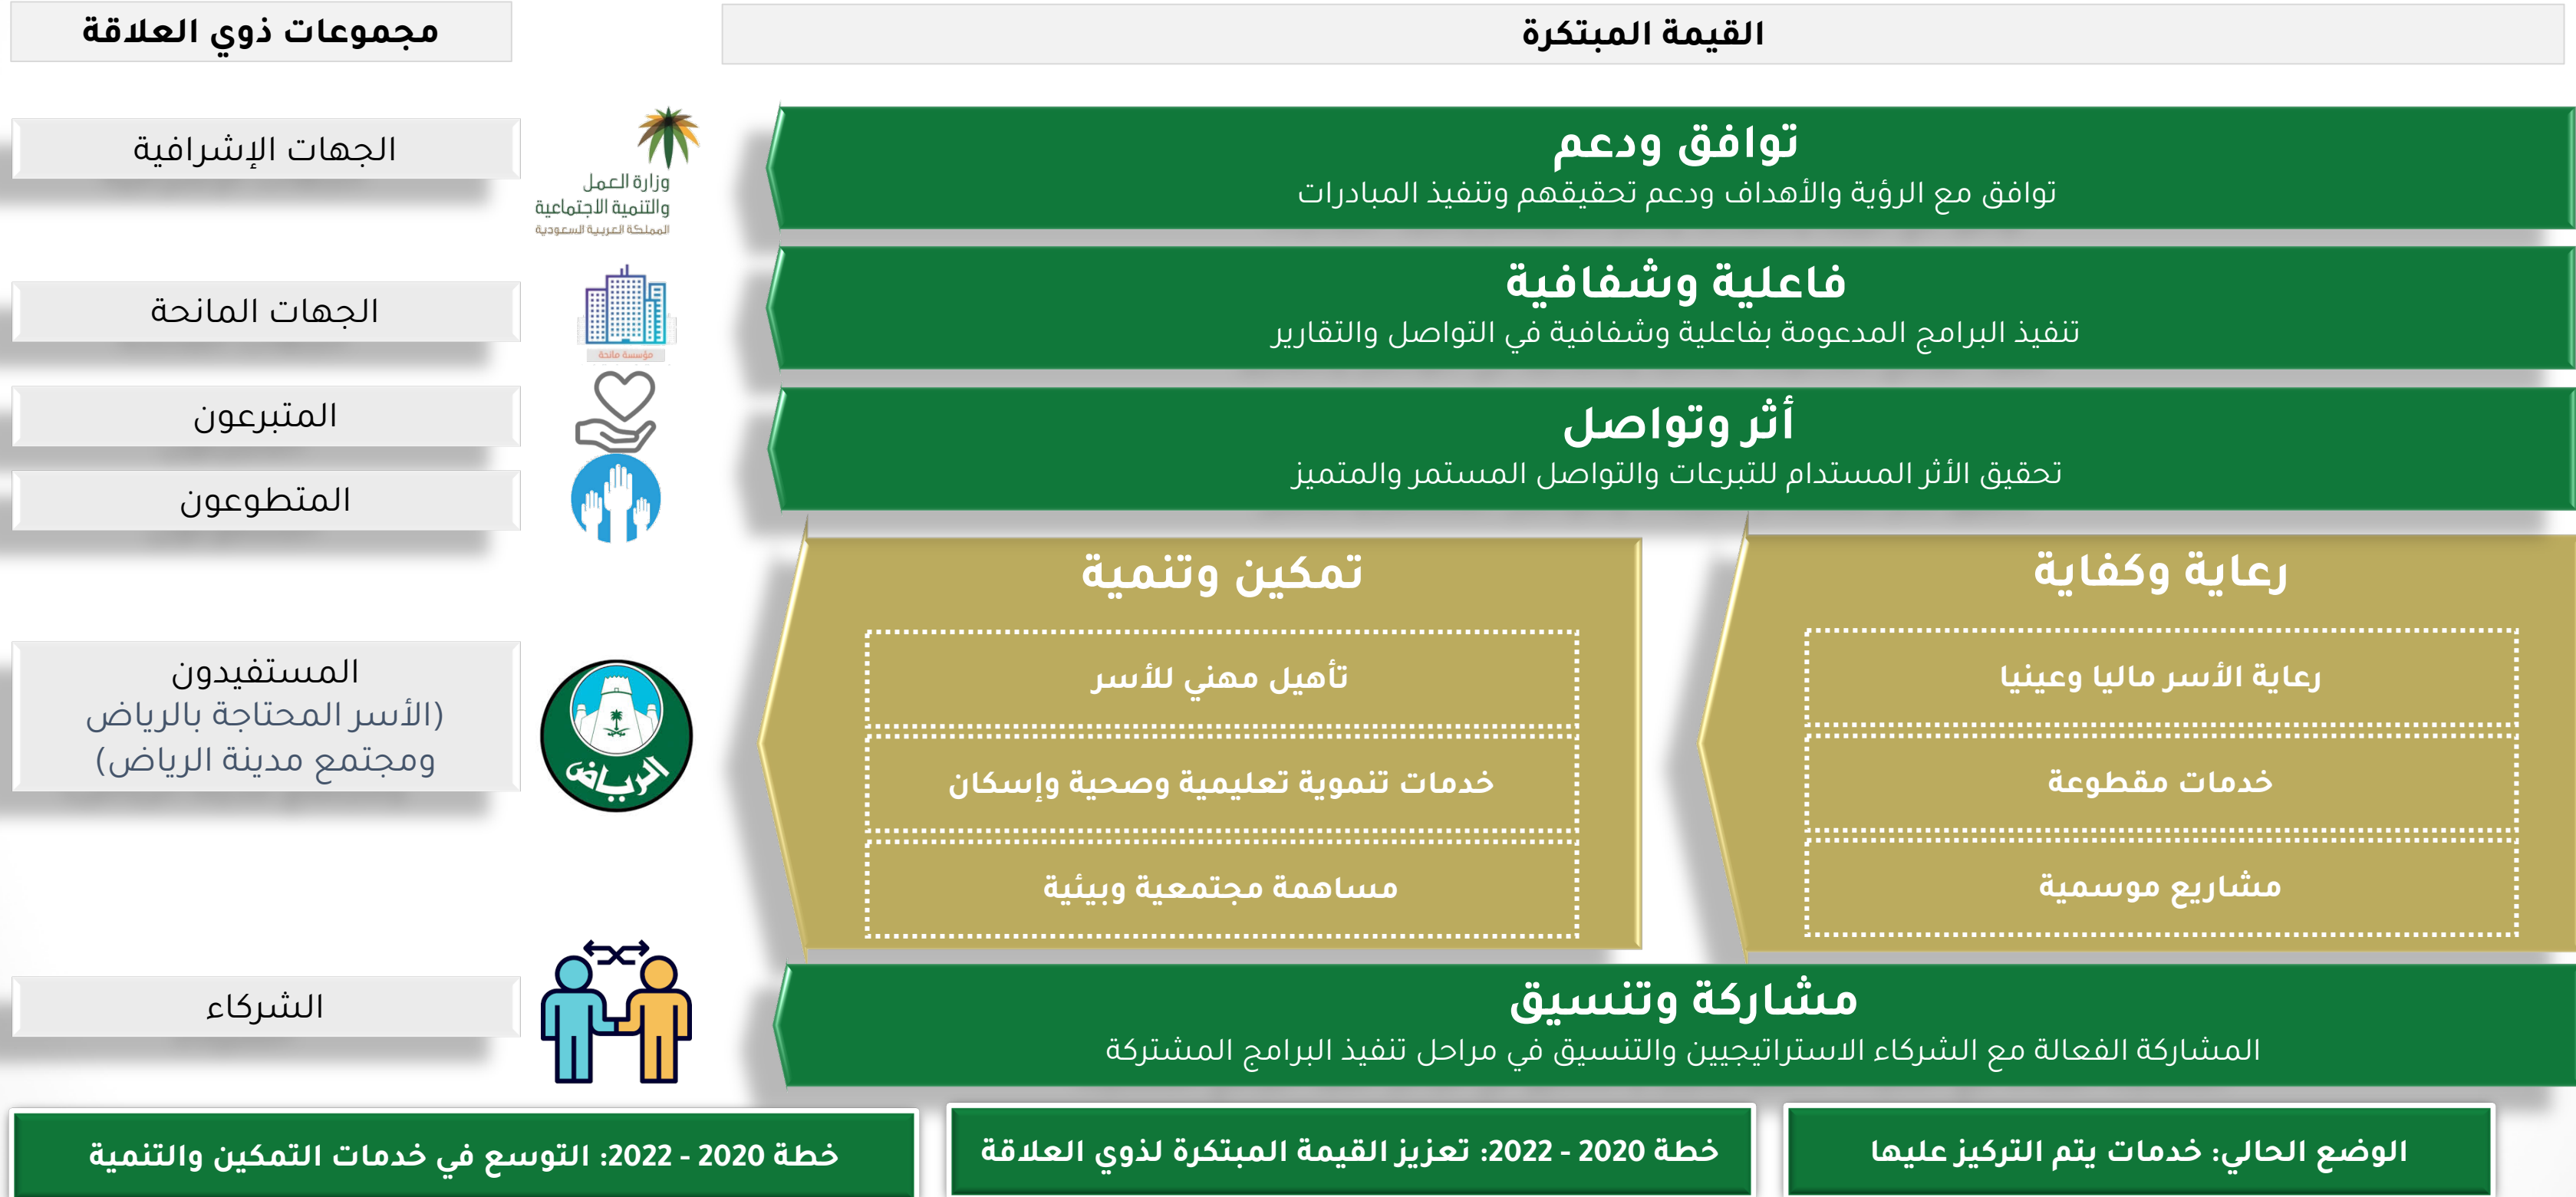 القيمة المبتكرة
مجموعات ذوي العلاقة
توافق ودعم
توافق مع الرؤية والأهداف ودعم تحقيقهم وتنفيذ المبادرات
وزارة العمل
والتنمية الاجتماعية
المملكة العربية السعودية
الجهات الإشرافية
فاعلية وشفافية
تنفيذ البرامج المدعومة بفاعلية وشفافية في التواصل والتقارير
مؤسسة مانحة
الجهات المانحة
أثر وتواصل
تحقيق الأثر المستدام للتبرعات والتواصل المستمر والمتميز
المتبرعون
المتطوعون
رعاية وكفاية
رعاية الأسر ماليا وعينيا
خدمات مقطوعة
مشاريع موسمية
تمكين وتنمية
تأهيل مهني للأسر
خدمات تنموية تعليمية وصحية وإسكان
مساهمة مجتمعية وبيئية
الرياض
المستفيدون
(الأسر المحتاجة بالرياض
ومجتمع مدينة الرياض)
مشاركة وتنسيق
المشاركة الفعالة مع الشركاء الاستراتيجيين والتنسيق في مراحل تنفيذ البرامج المشتركة
الشركاء
الوضع الحالي: خدمات يتم التركيز عليها
خطة 2020 - 2022: تعزيز القيمة المبتكرة لذوي العلاقة
خطة 2020 - 2022: التوسع في خدمات التمكين والتنمية